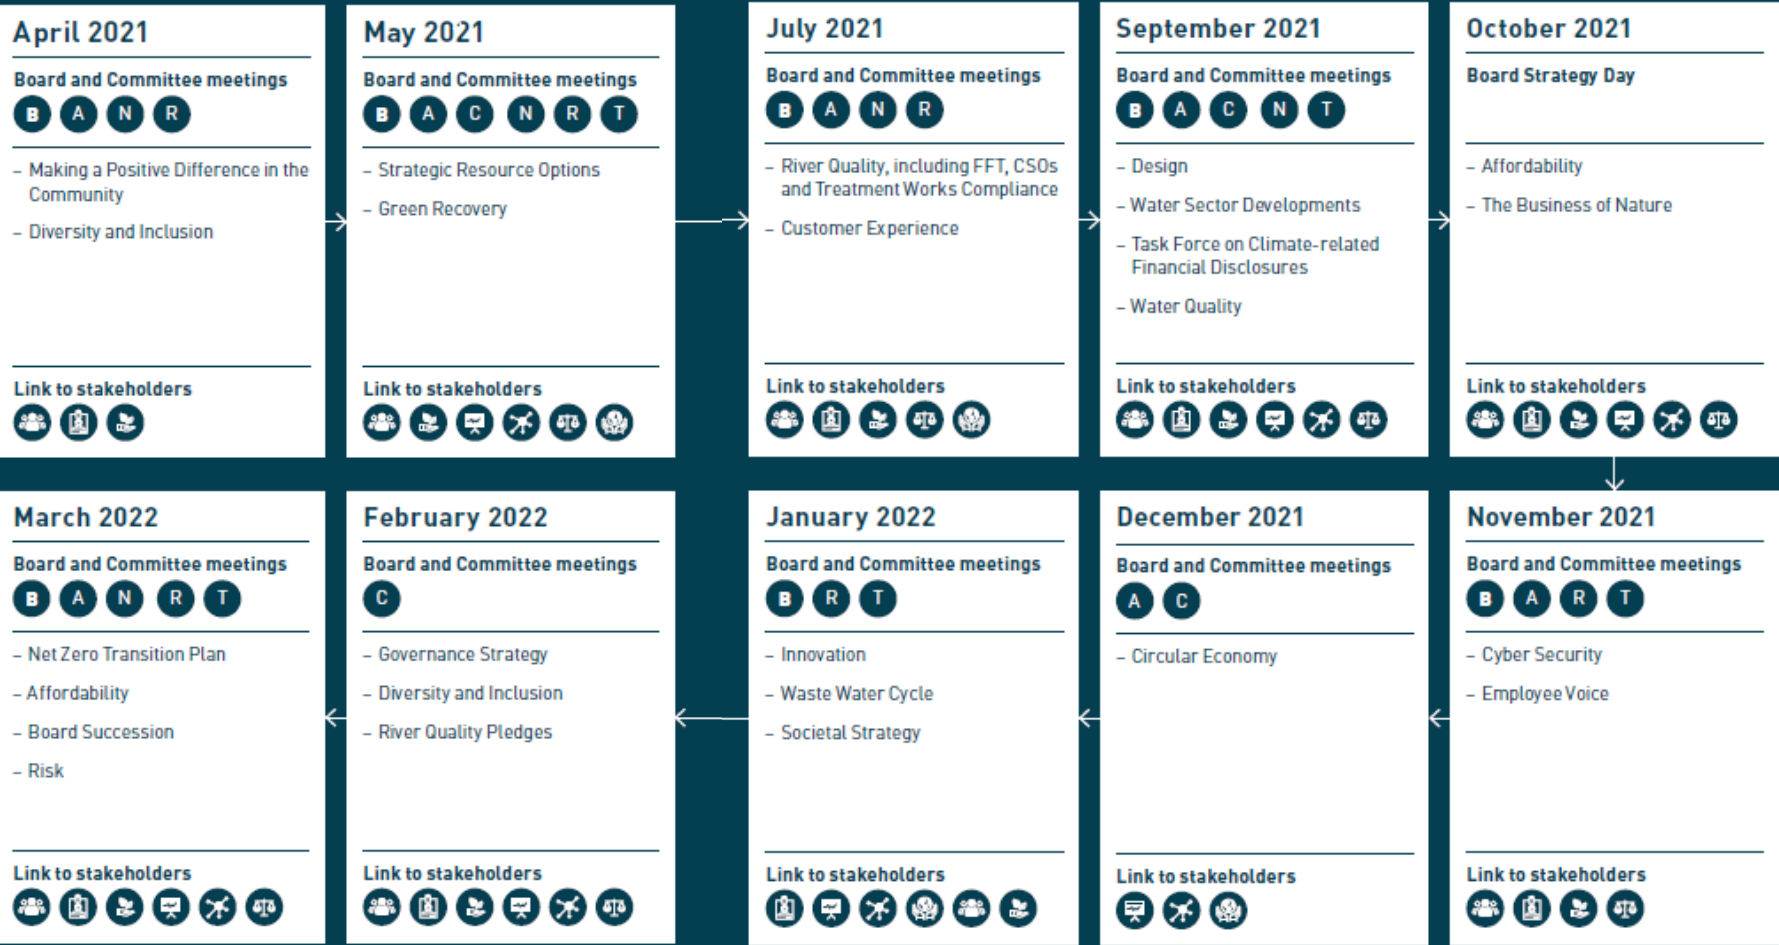 April 2021
Board and Committee meetings
B A N R
– Making a Positive Difference in the
Community
– Diversity and Inclusion
Link to stakeholders
May 2021
Board and Committee meetings
B A C N R T
– Strategic Resource Options
– Green Recovery
Link to stakeholders
July 2021
Board and Committee meetings
B A N R
– River Quality, including FFT, CSOs
and Treatment Works Compliance
– Customer Experience
Link to stakeholders
September 2021
Board and Committee meetings
B A C N T
– Design
– Water Sector Developments
– Task Force on Climate-related
Financial Disclosures
– Water Quality
Link to stakeholders
October 2021
Board Strategy Day
– Affordability
– The Business of Nature
Link to stakeholders
November 2021
Board and Committee meetings
B A R T
– Cyber Security
– Employee Voice
Link to stakeholders
December 2021
Board and Committee meetings
A C
– Circular Economy
Link to stakeholders
January 2022
Board and Committee meetings
B R T
– Innovation
– Waste Water Cycle
– Societal Strategy
Link to stakeholders
February 2022
Board and Committee meetings
C
– Governance Strategy
– Diversity and Inclusion
– River Quality Pledges
Link to stakeholders
March 2022
Board and Committee meetings
B A N R T
– Net Zero Transition Plan
– Affordability
– Board Succession
– Risk
Link to stakeholders